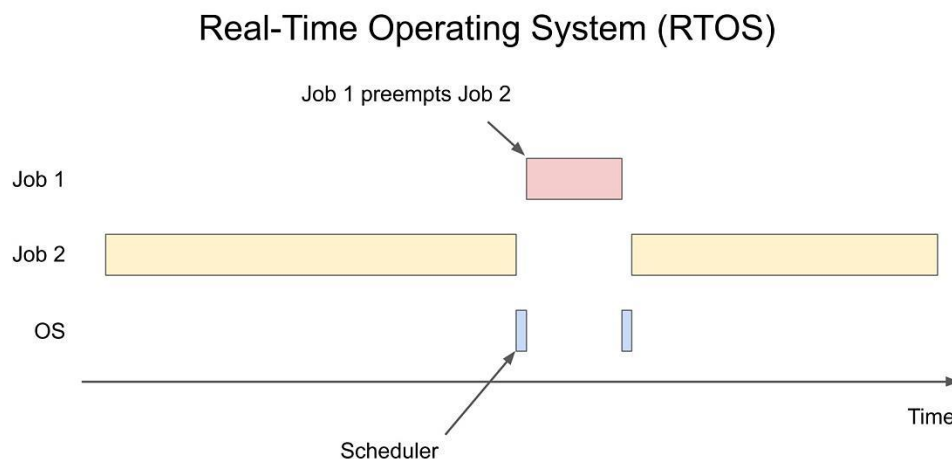 Real-Time Operating System (RTOS)
Job 1 preempts Job 2
Job 1
Job 2
OS
Time
Scheduler